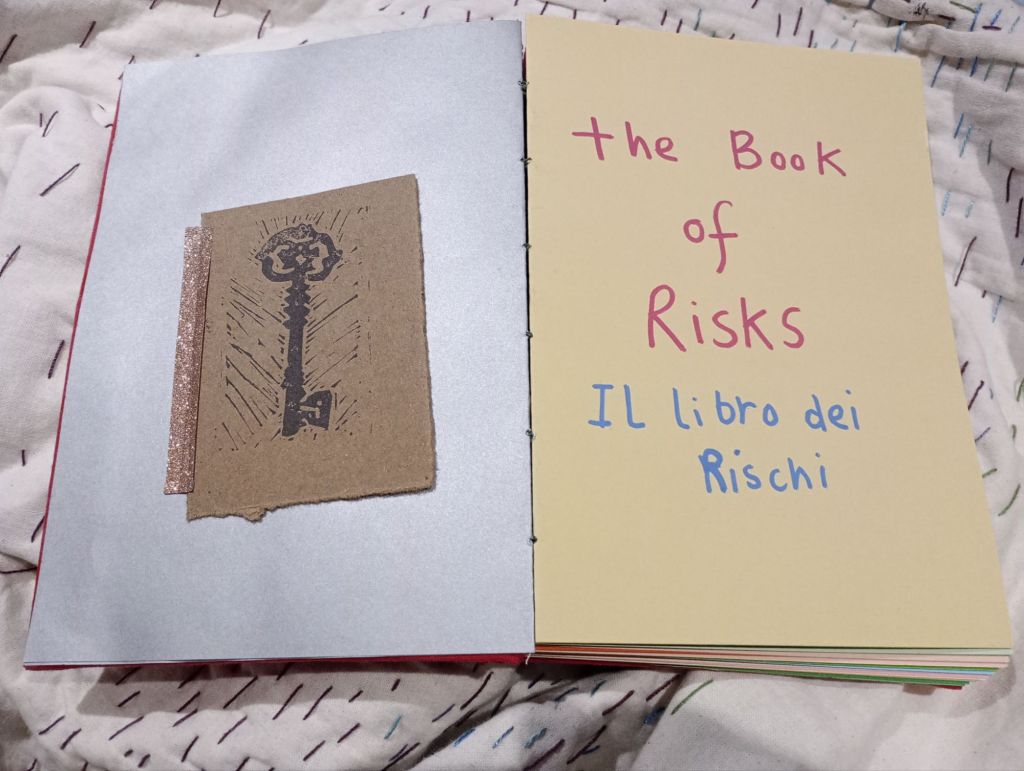 the Book
of
Risks
IL libro dei
Rischi